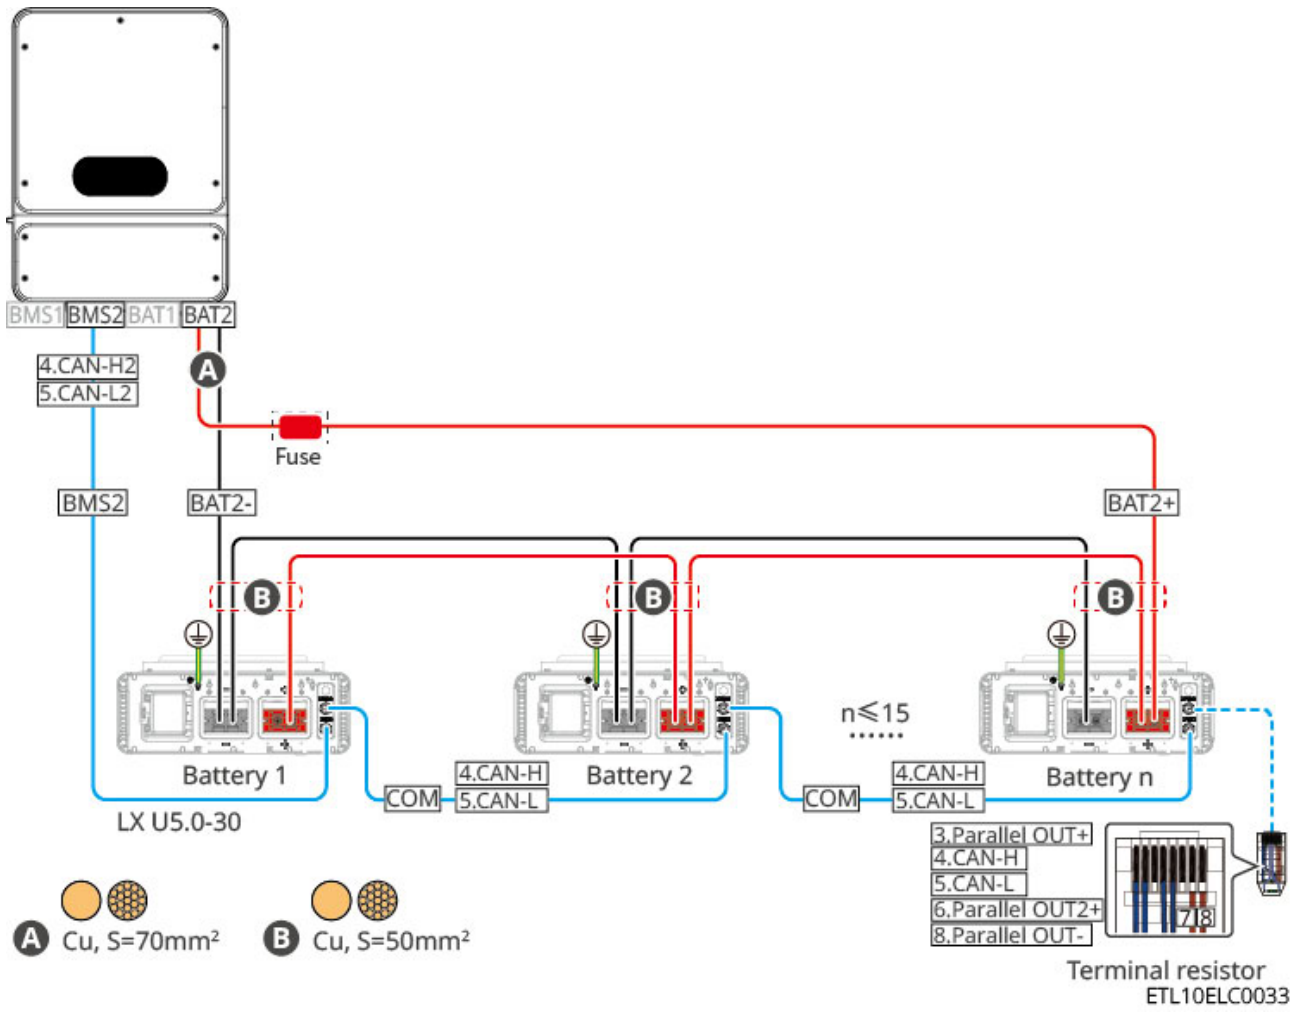 BMS1 BMS2 BAT1 BAT2
4.CAN-H2
5.CAN-L2
A
Fuse
BMS2
BAT2-
BAT2+
B
B
B
Battery 1
Battery 2
n≤15
......
Battery n
LX U5.0-30
COM
4.CAN-H
5.CAN-L
COM
4.CAN-H
5.CAN-L
3.Parallel OUT+
4.CAN-H
5.CAN-L
6.Parallel OUT2+
8.Parallel OUT-
7 8
A Cu, S=70mm²
B Cu, S=50mm²
Terminal resistor
ETL10ELC0033